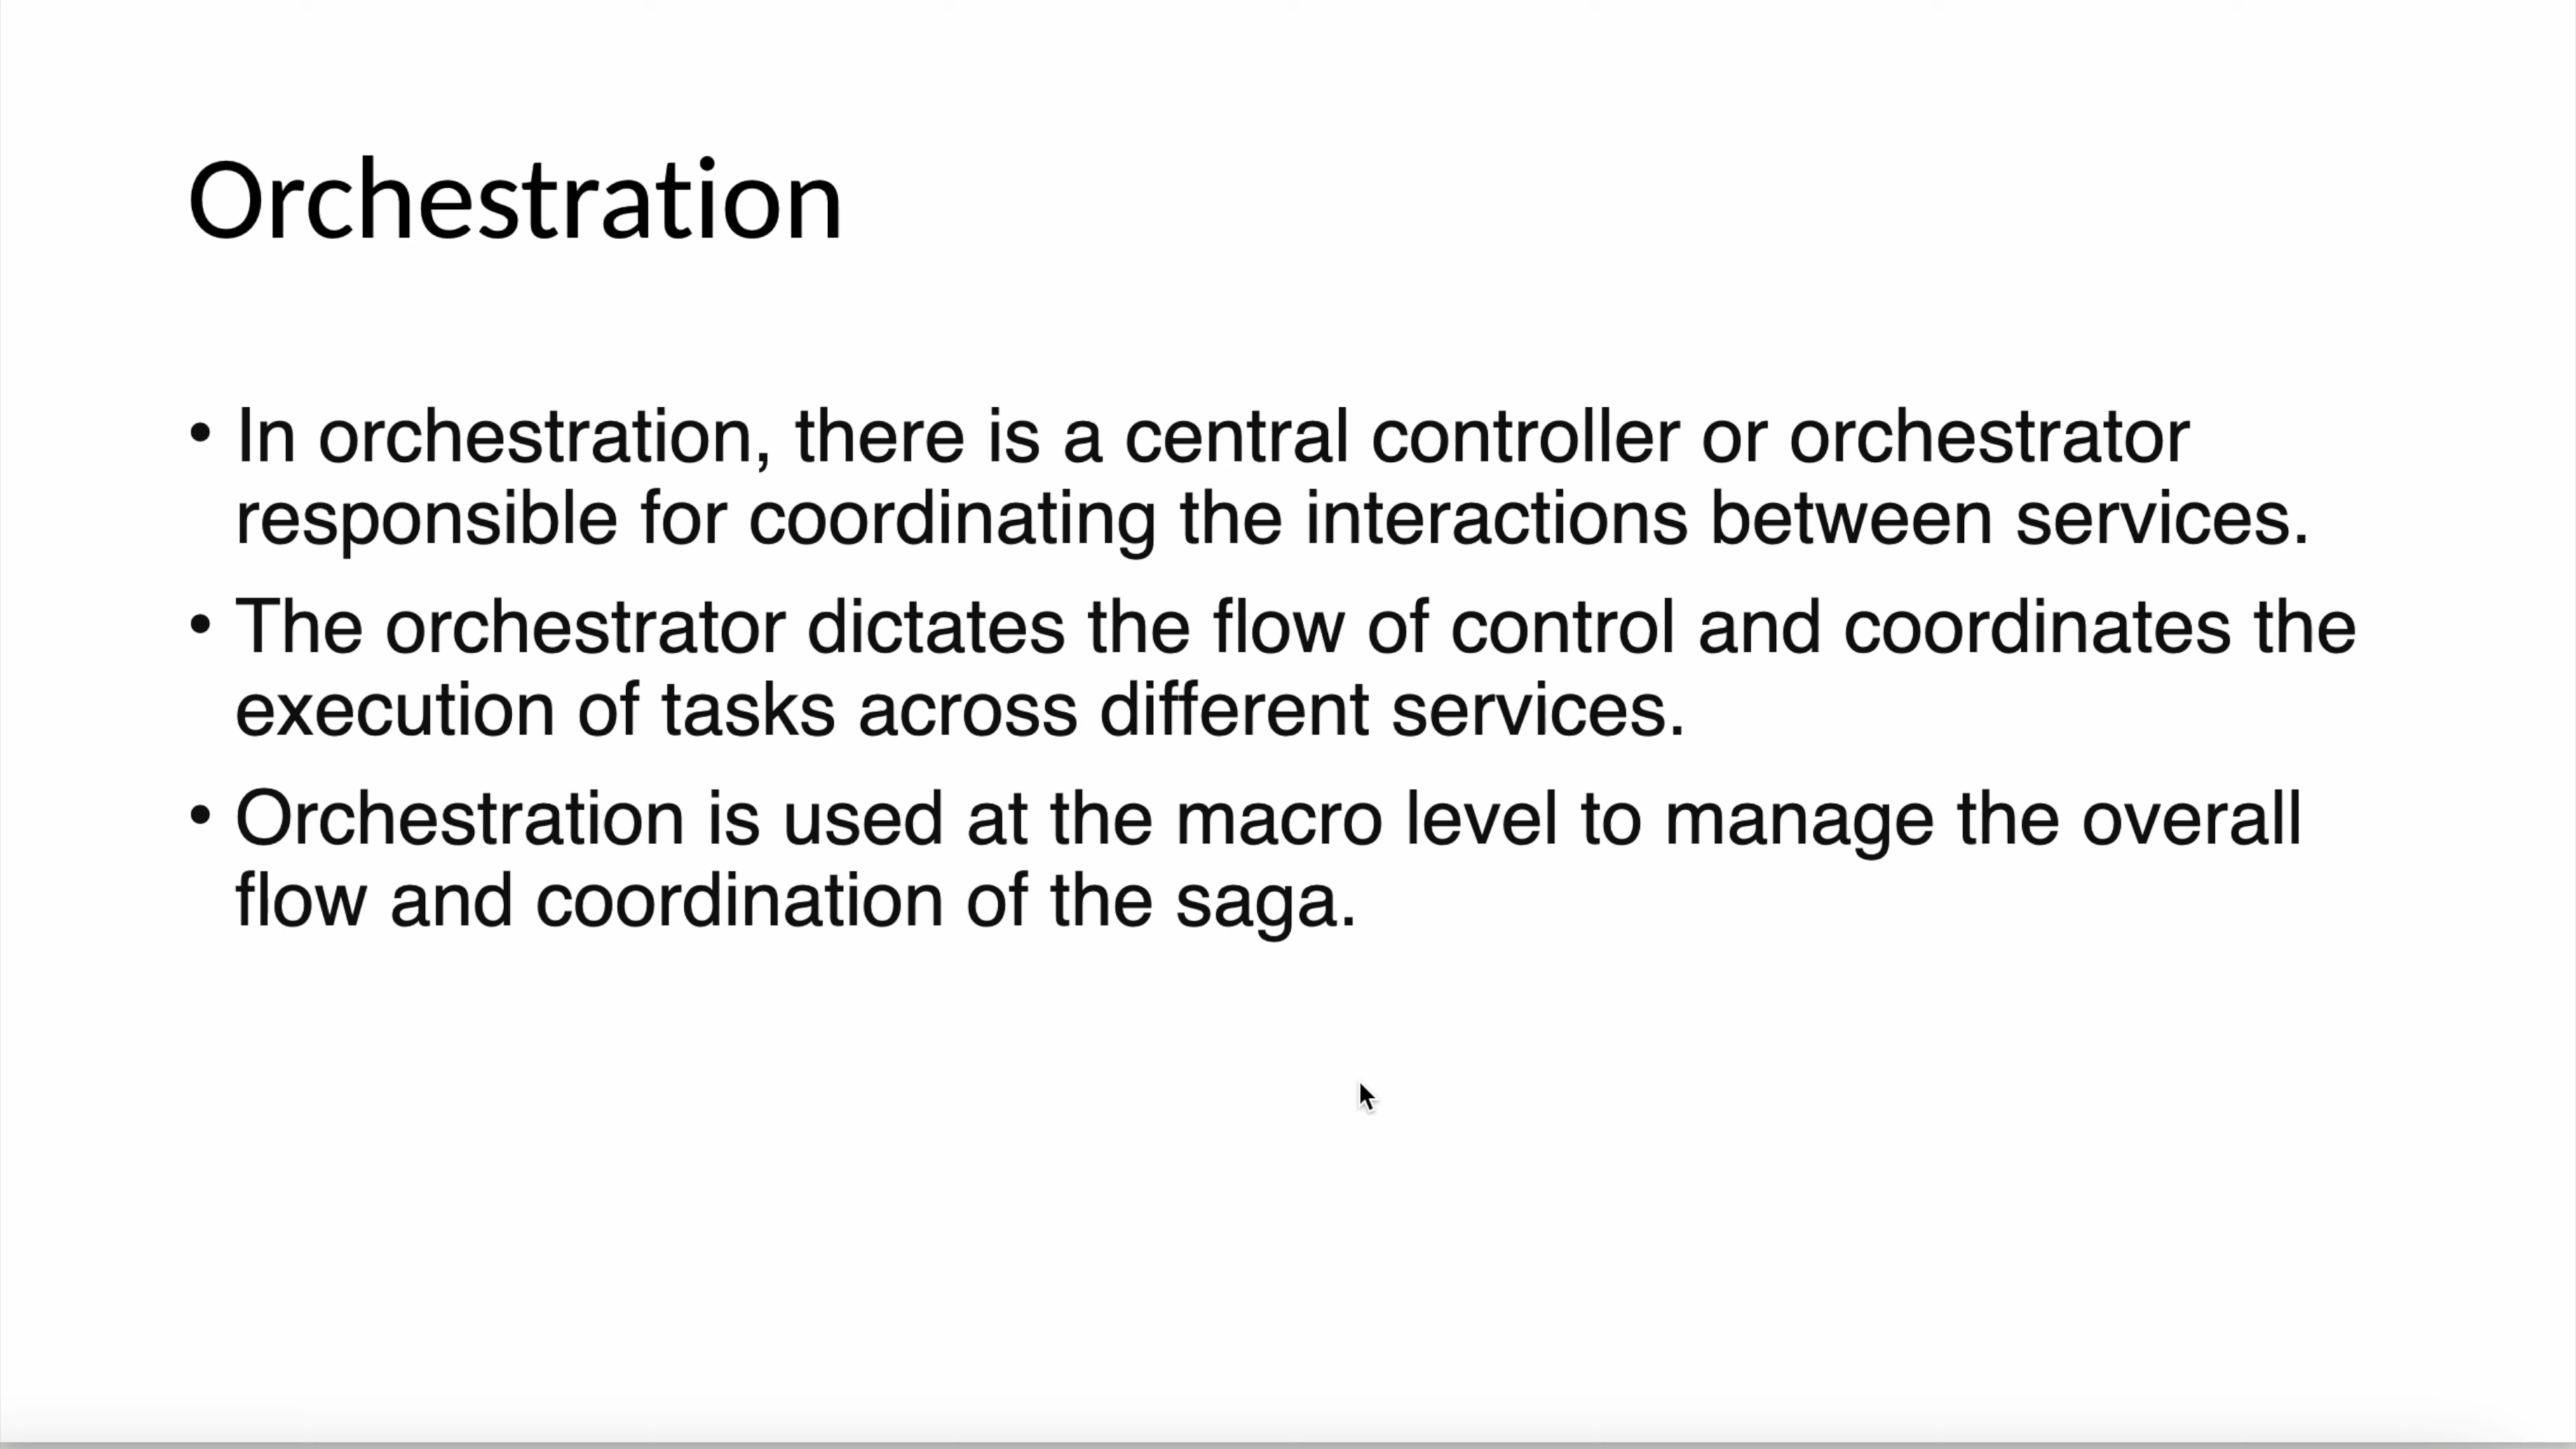 Orchestration
• In orchestration, there is a central controller or orchestrator
responsible for coordinating the interactions between services.
• The orchestrator dictates the flow of control and coordinates the
execution of tasks across different services.
• Orchestration is used at the macro level to manage the overall
flow and coordination of the saga.